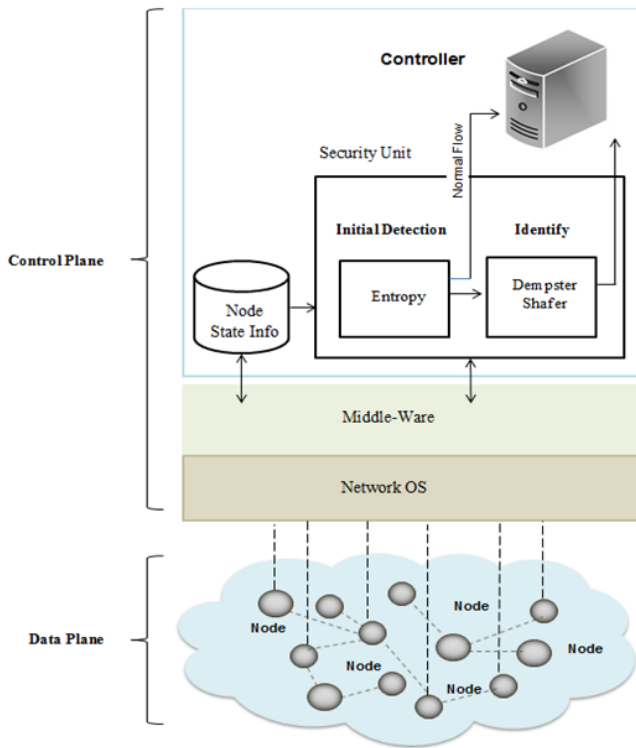 Controller
Security Unit
Normal Flow
Initial Detection
Identify
Control Plane
Node
State Info
Entropy
Dempster
Shafer
Middle-Ware
Network OS
Data Plane
Node
Node
Node
Node
Node